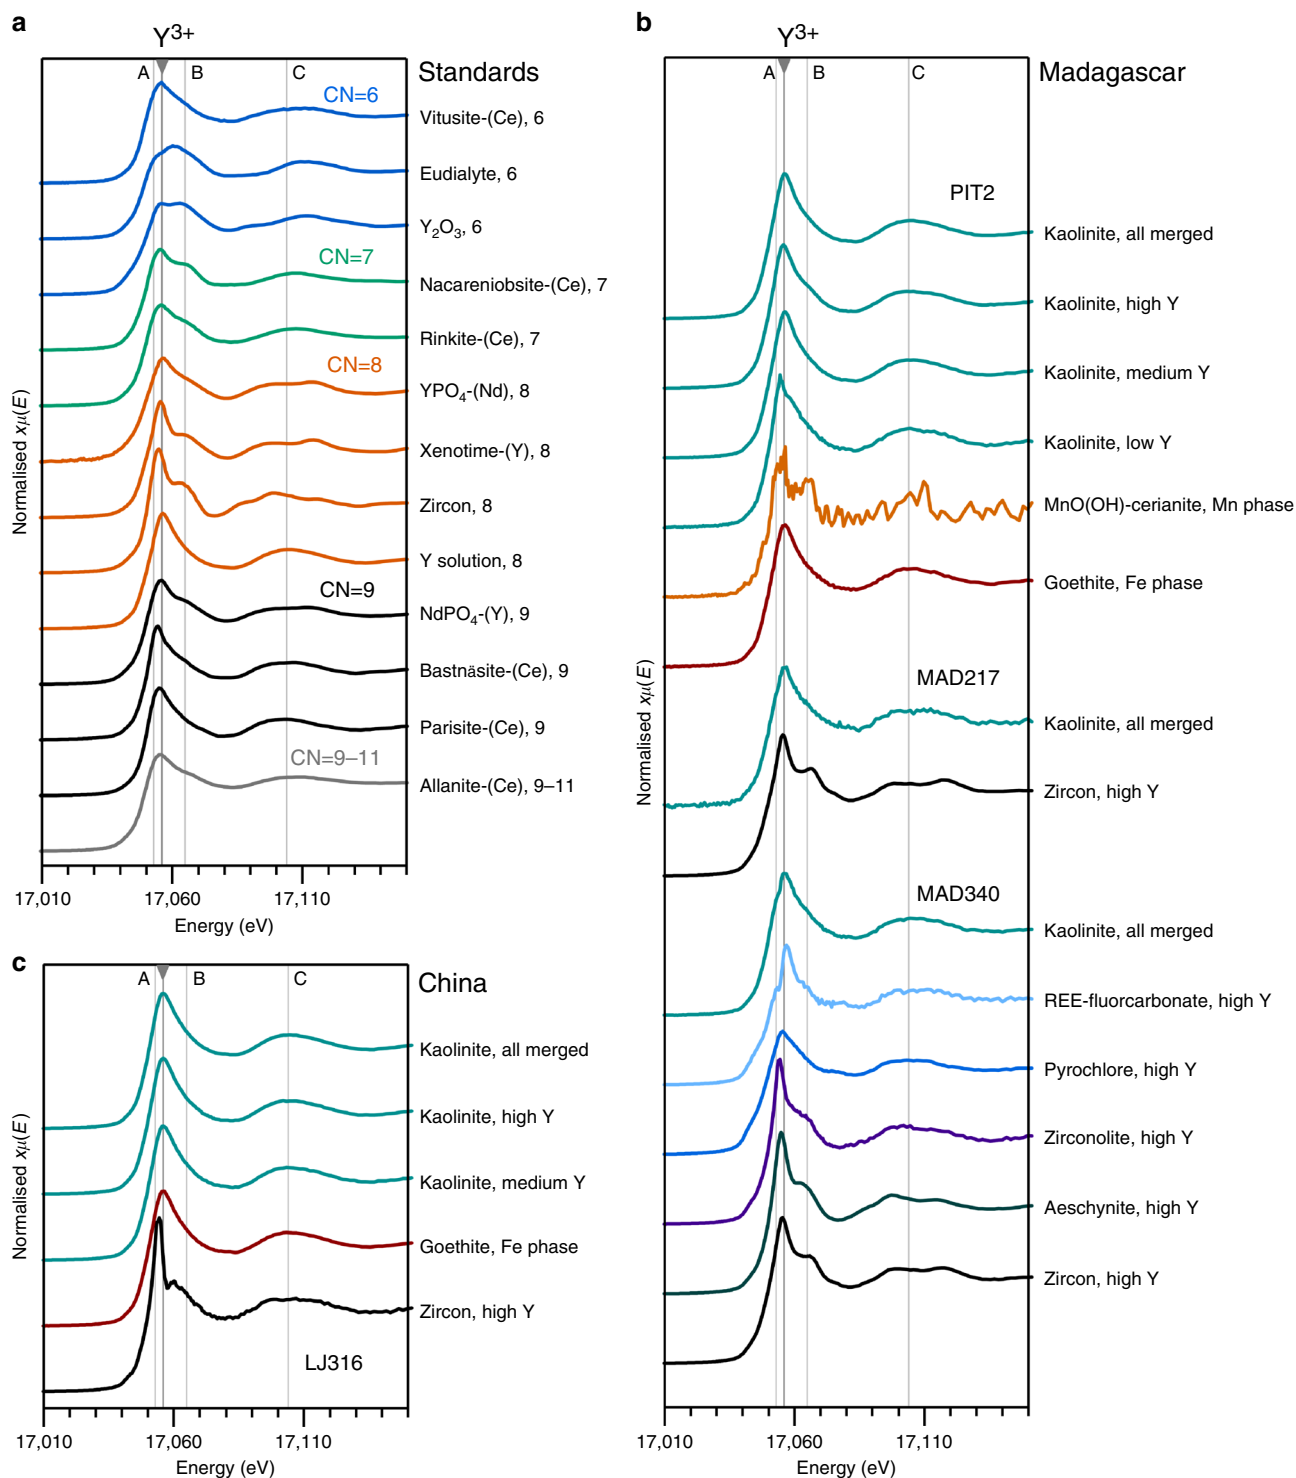 a
Y3+
A
B
C
Standards
CN=6
Vitusite-(Ce), 6
Eudialyte, 6
Y2O3, 6
CN=7
Nacareniobsite-(Ce), 7
Rinkite-(Ce), 7
CN=8
YPO4-(Nd), 8
Xenotime-(Y), 8
Zircon, 8
Y solution, 8
CN=9
NdPO4-(Y), 9
Bastnäsite-(Ce), 9
Parisite-(Ce), 9
CN=9–11
Allanite-(Ce), 9–11
Normalised xμ(E)
17,010
17,060
17,110
Energy (eV)
b
Y3+
A
B
C
Madagascar
PIT2
Kaolinite, all merged
Kaolinite, high Y
Kaolinite, medium Y
Kaolinite, low Y
MnO(OH)-cerianite, Mn phase
Goethite, Fe phase
MAD217
Kaolinite, all merged
Zircon, high Y
MAD340
Kaolinite, all merged
REE-fluorcarbonate, high Y
Pyrochlore, high Y
Zirconolite, high Y
Aeschynite, high Y
Zircon, high Y
Normalised xμ(E)
17,010
17,060
17,110
Energy (eV)
c
A
B
C
China
Kaolinite, all merged
Kaolinite, high Y
Kaolinite, medium Y
Goethite, Fe phase
Zircon, high Y
LJ316
Normalised xμ(E)
17,010
17,060
17,110
Energy (eV)